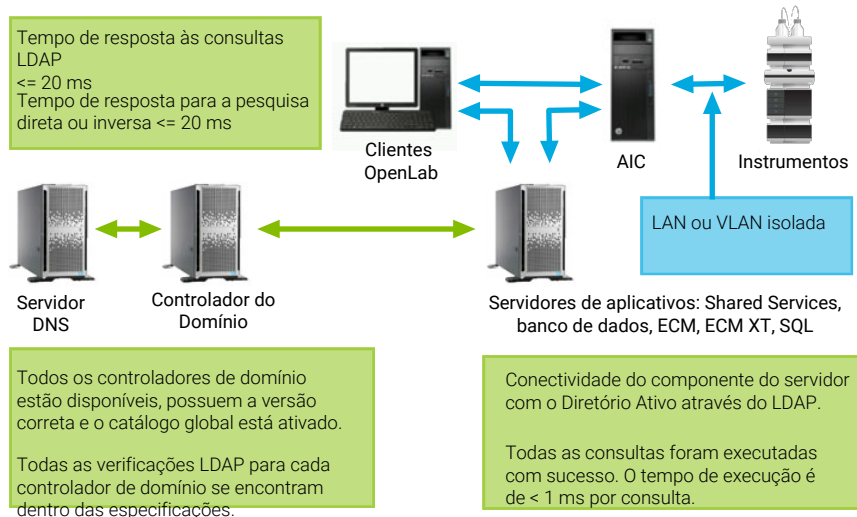 Tempo de resposta às consultas
LDAP
<= 20 ms
Tempo de resposta para a pesquisa
direta ou inversa <= 20 ms
Clientes
OpenLab
AIC
Instrumentos
LAN ou VLAN isolada
Servidor
DNS
Controlador do
Domínio
Servidores de aplicativos: Shared Services,
banco de dados, ECM, ECM XT, SQL
Todos os controladores de domínio
estão disponíveis, possuem a versão
correta e o catálogo global está ativado.
Todas as verificações LDAP para cada
controlador de domínio se encontram
dentro das especificações.
Conectividade do componente do servidor
com o Diretório Ativo através do LDAP.
Todas as consultas foram executadas
com sucesso. O tempo de execução é
de < 1 ms por consulta.